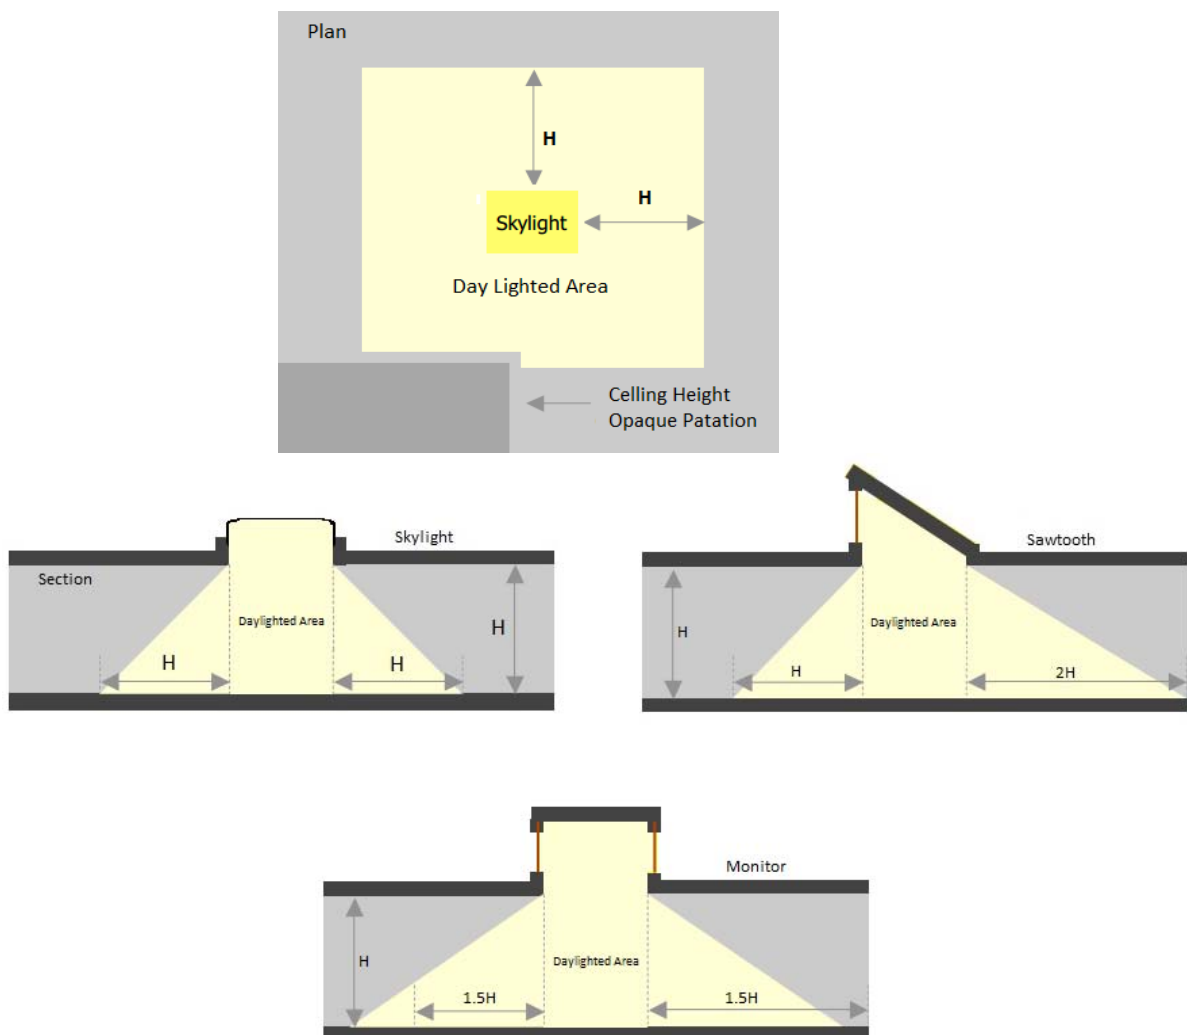 Plan
H
H
Skylight
Day Lighted Area
Celling Height
Opaque Patation
Skylight
Section
Daylighted Area
H
H
H
Sawtooth
H
Daylighted Area
H
2H
Monitor
H
Daylighted Area
1.5H
1.5H